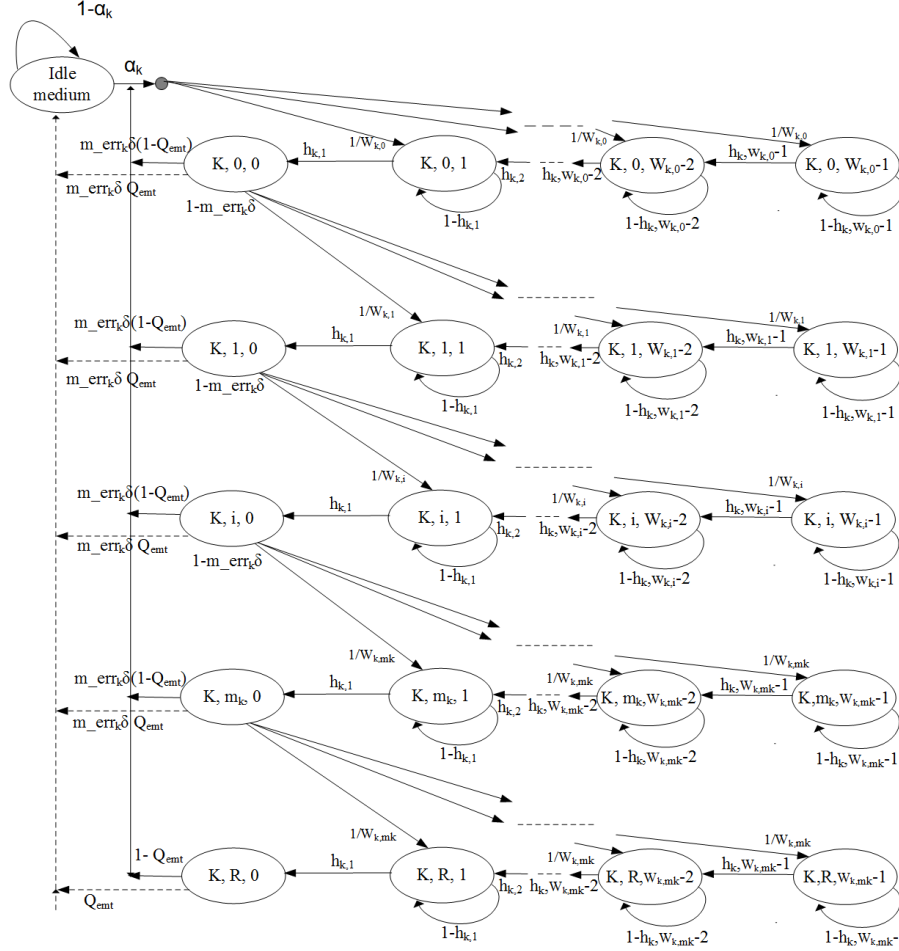 1-αk
αk
Idle
medium
1/Wk,0
1/Wk,0
1/Wk,0
m_errkδ(1-Qemt)
K, 0, 0
hk,1
K, 0, 1
hk,2
hk,wk,0-2
K, 0, Wk,0-2
hk,wk,0-1
K, 0, Wk,0-1
m_errkδ Qemt
1-m_errkδ
1-hk,1
1-hk,wk,0-2
1-hk,wk,0-1
1/Wk,1
1/Wk,1
1/Wk,1
m_errkδ(1-Qemt)
K, 1, 0
hk,1
K, 1, 1
hk,2
hk,wk,1-2
K, 1, Wk,1-2
hk,wk,1-1
K, 1, Wk,1-1
m_errkδ Qemt
1-m_errkδ
1-hk,1
1-hk,wk,1-2
1-hk,wk,1-1
1/Wk,i
1/Wk,i
1/Wk,i
m_errkδ(1-Qemt)
K, i, 0
hk,1
K, i, 1
hk,2
hk,wk,i-2
K, i, Wk,i-2
hk,wk,i-1
K, i, Wk,i-1
m_errkδ Qemt
1-m_errkδ
1-hk,1
1-hk,wk,i-2
1-hk,wk,i-1
1/Wk,mk
1/Wk,mk
1/Wk,mk
m_errkδ(1-Qemt)
K, mk, 0
hk,1
K, mk, 1
hk,2
hk,Wk,mk-2
K, mk,Wk,mk-2
hk,Wk,mk-1
K,mk,Wk,mk-1
m_errkδ Qemt
1-hk,1
1-hk,Wk,mk-2
1-hk,Wk,mk-1
1/Wk,mk
1/Wk,mk
1/Wk,mk
1- Qemt
K, R, 0
hk,1
K, R, 1
hk,2
hk,Wk,mk-2
K, R,Wk,mk-2
hk,Wk,mk-1
K,R,Wk,mk-1
Qemt
1-hk,1
1-hk,Wk,mk-2
1-hk,Wk,mk-